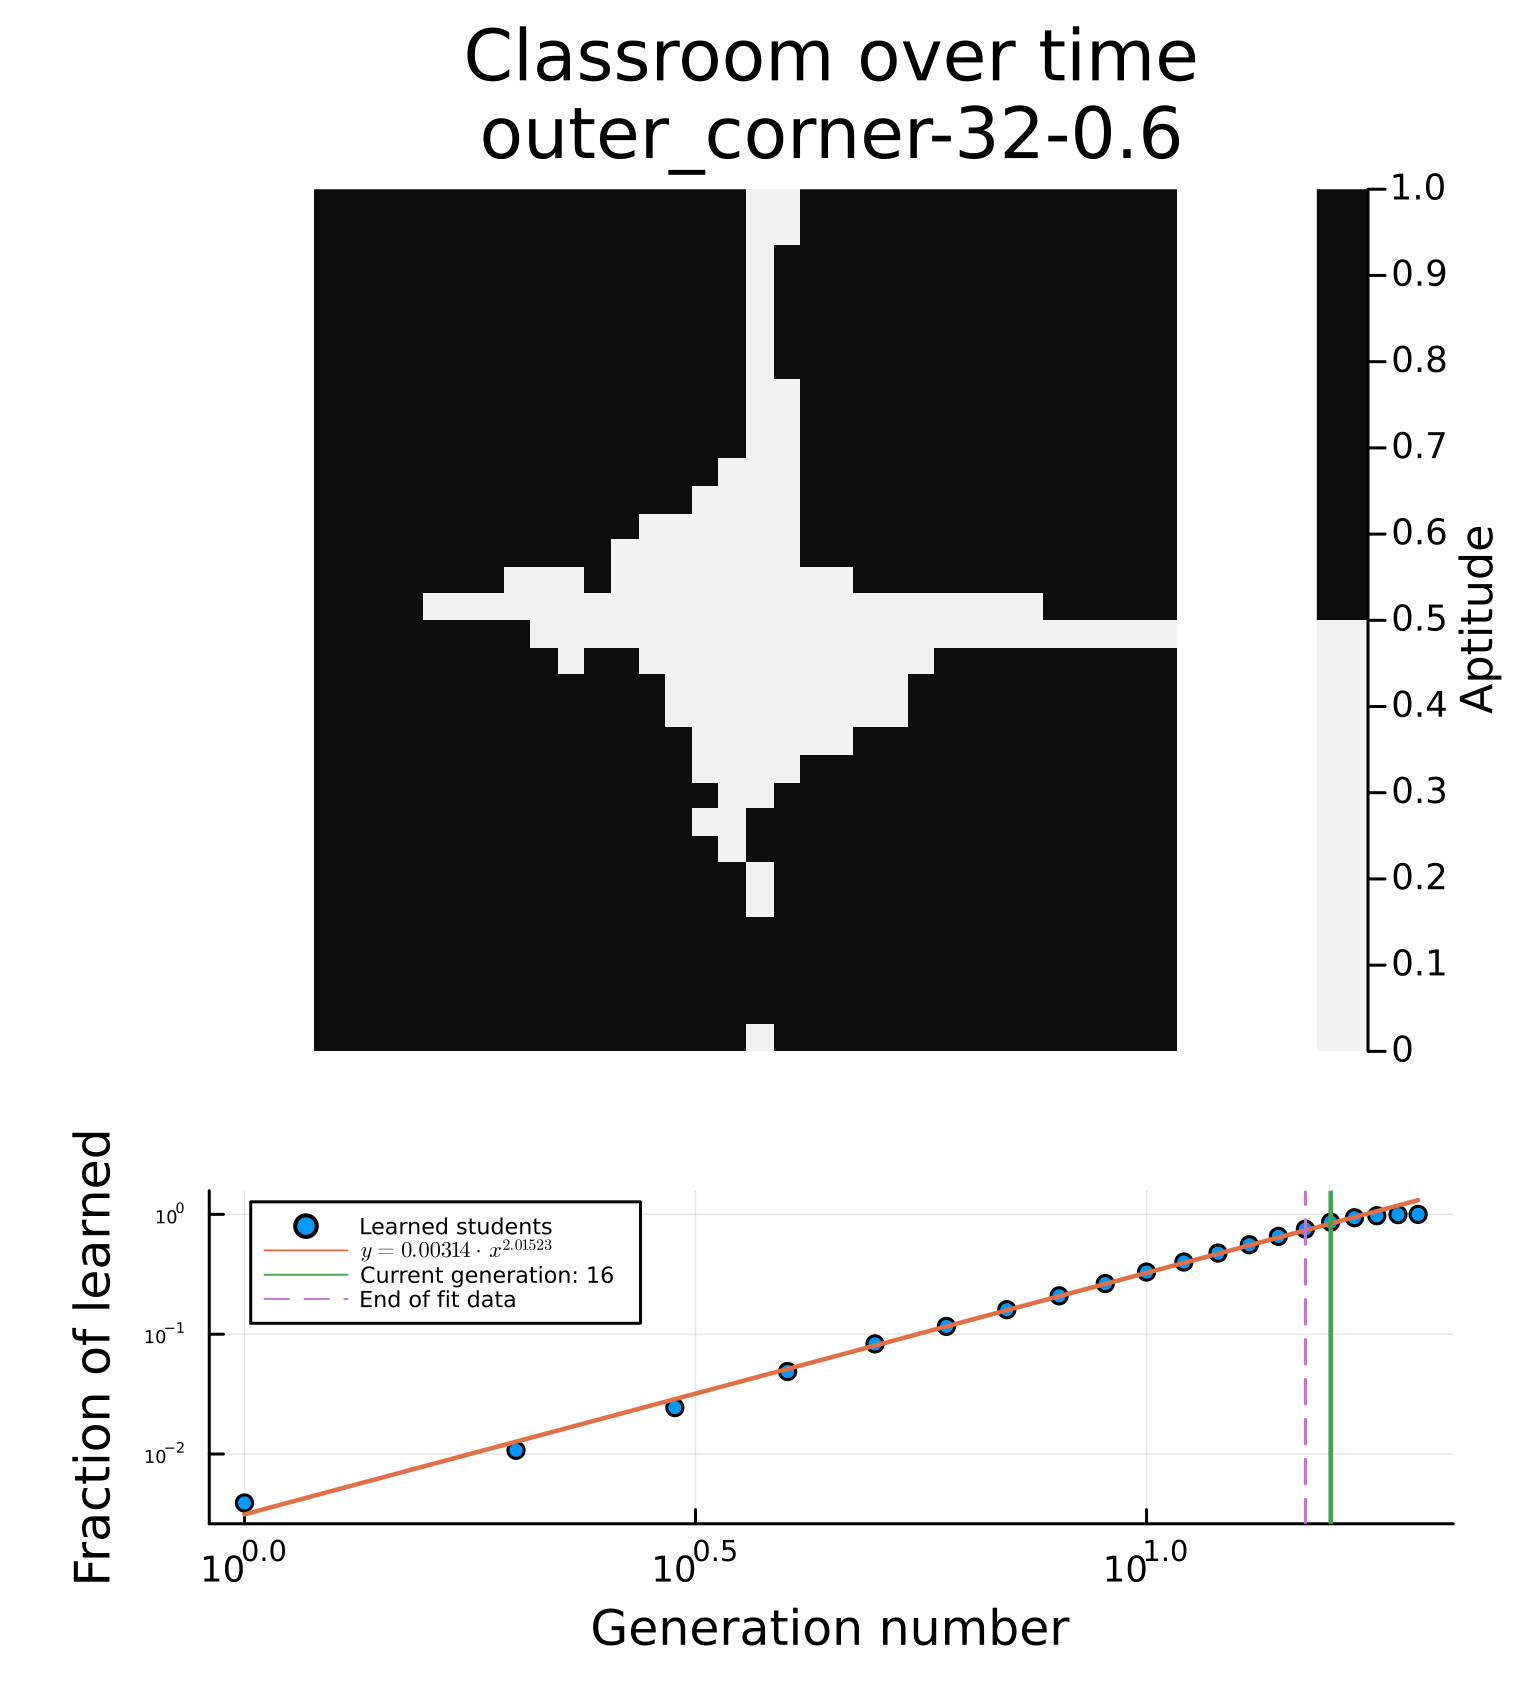 Classroom over time
outer_corner-32-0.6
1.0
0.9
0.8
0.7
0.6
0.5
0.4
0.3
0.2
0.1
0
Aptitude
Fraction of learned
10^0
10^-1
10^-2
Learned students
y = 0.00314 · x^2.01523
Current generation: 16
End of fit data
10^0.0
10^0.5
10^1.0
Generation number